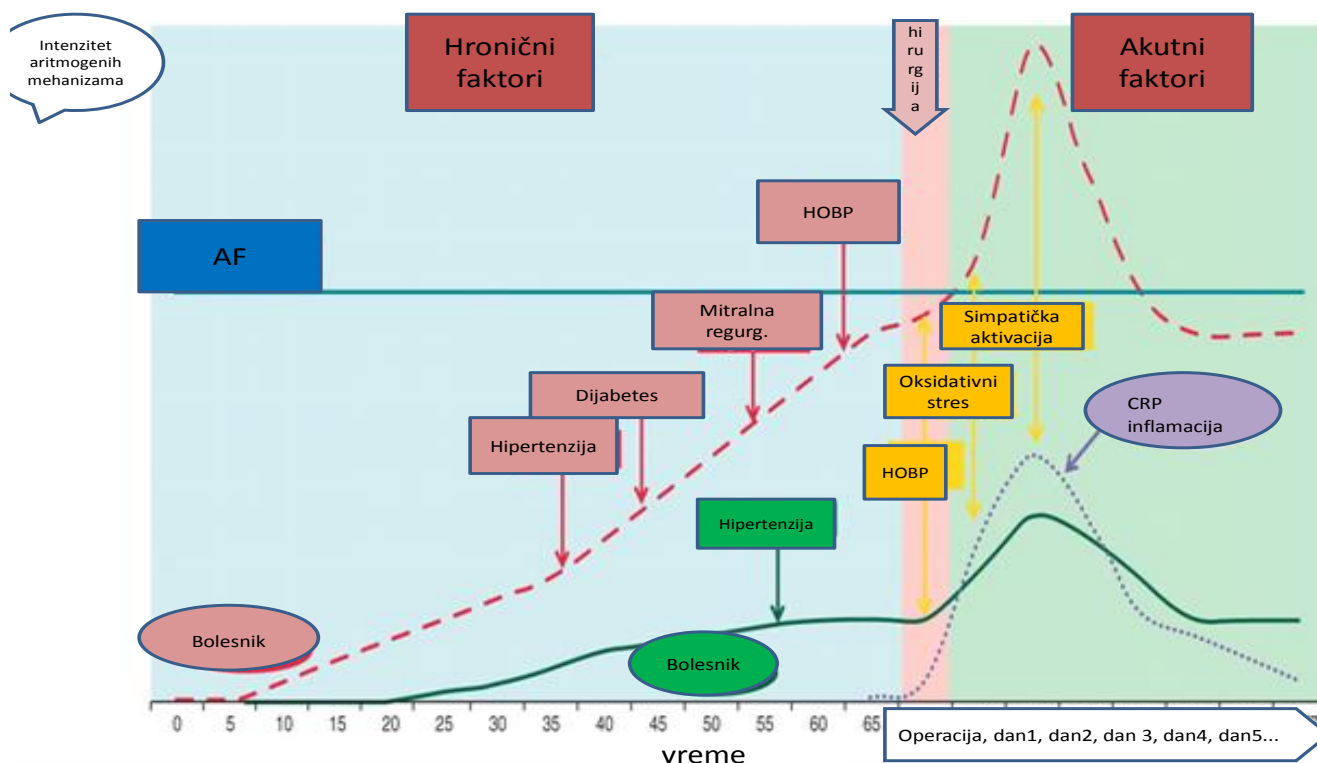 Intenzitet
aritmogenih
mehanizama
Hronični
faktori
hi
ru
rg
ij
a
Akutni
faktori
HOBP
AF
Mitralna
regurg.
Simpatička
aktivacija
Dijabetes
Oksidativni
stres
CRP
inflamacija
Hipertenzija
HOBP
Hipertenzija
Bolesnik
Bolesnik
0 5 10 15 20 25 30 35 40 45 50 55 60 65
Operacija, dan1, dan2, dan 3, dan4, dan5...
vreme